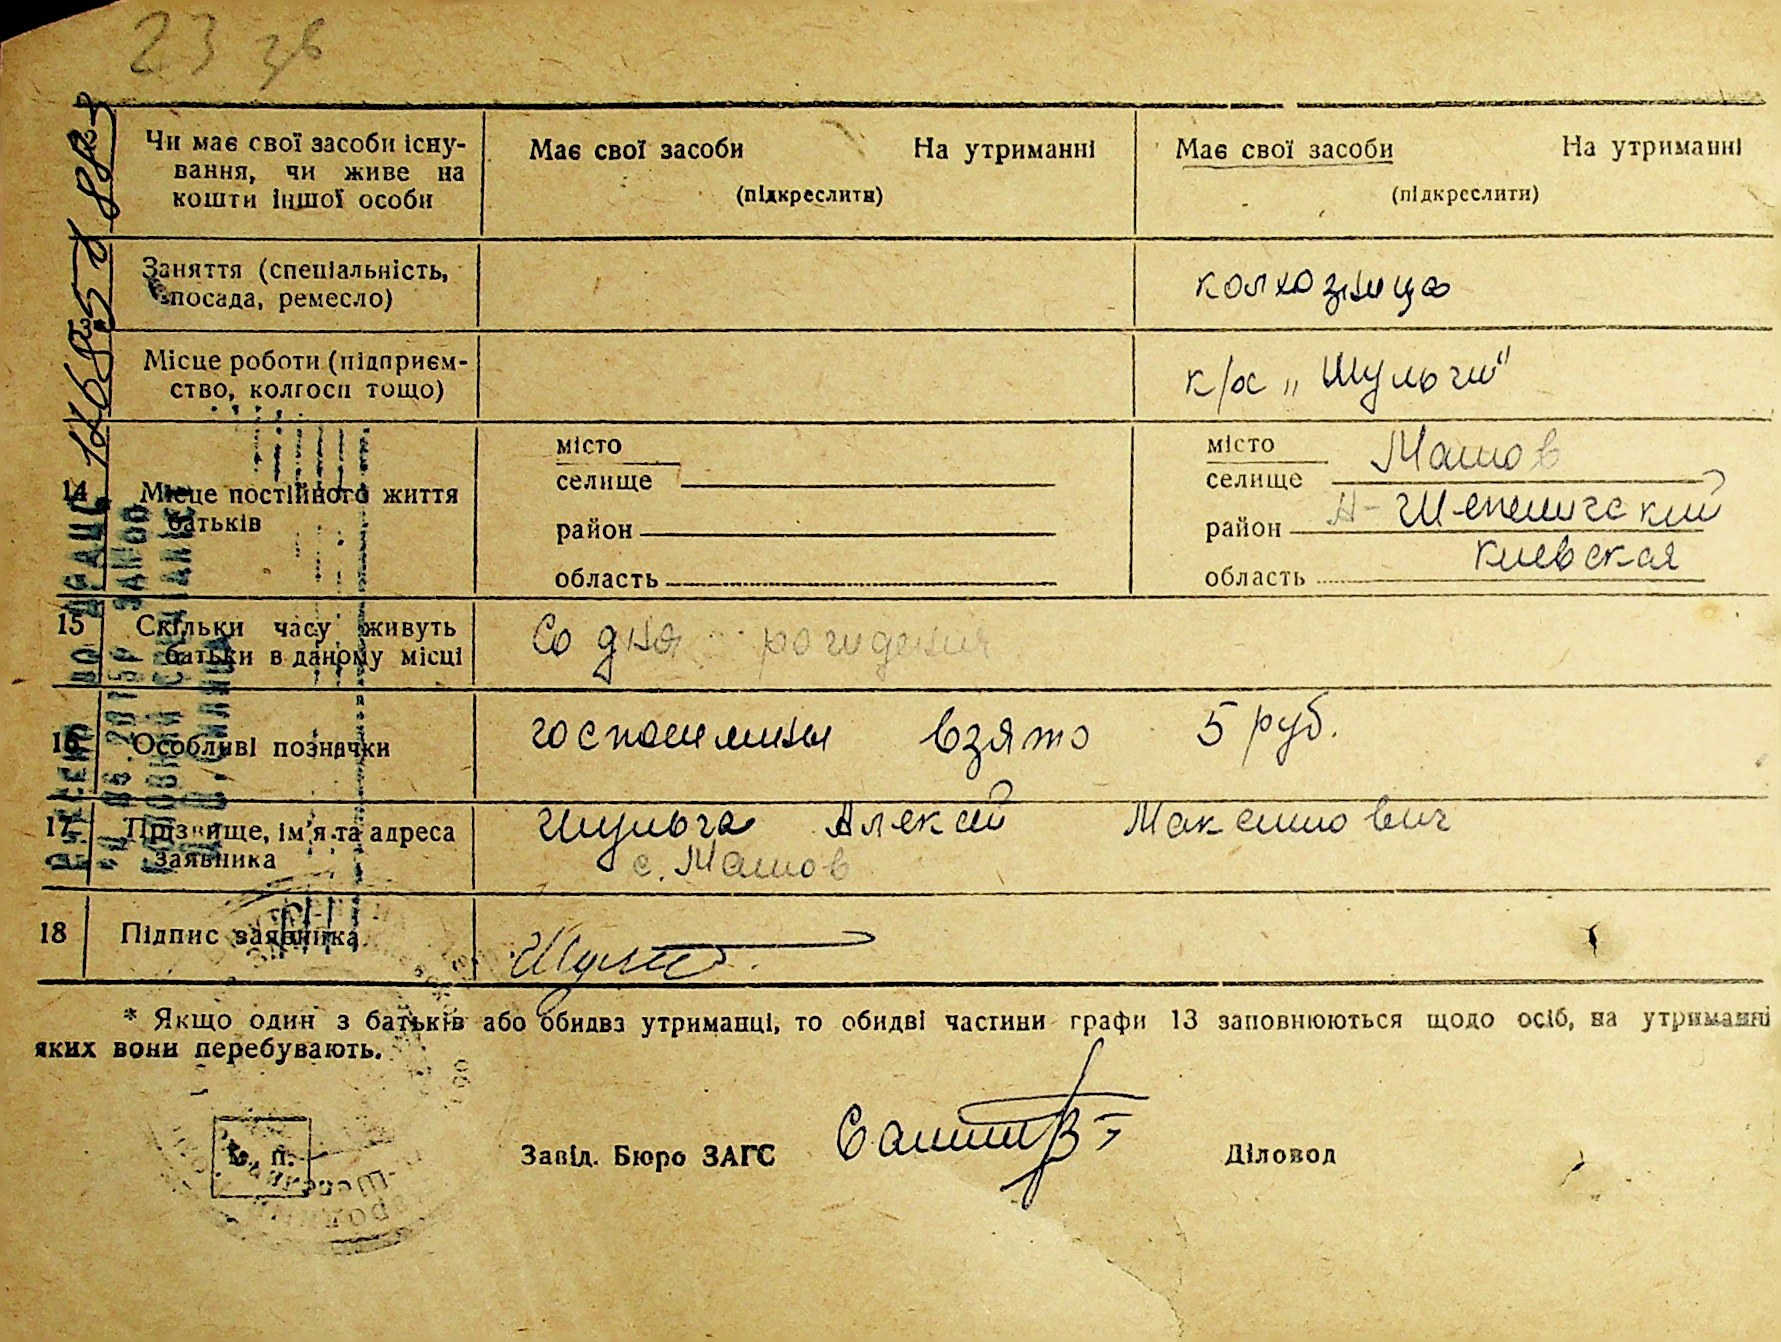 23
Чи має свої засоби існу-
вання, чи живе на
кошти іншої особи
Має свої засоби На утриманні
(підкреслити)
Має свої засоби На утриманні
(підкреслити)
Заняття (спеціальність,
посада, ремесло)
колхозница
Місце роботи (підприєм-
ство, колгосп тощо)
к/х „Шульги"
14 Місце постійного життя
батьків
місто
селище
район
область
місто
селище Машов
район Н-Шепеличский
область Киевская
15 Скільки часу живуть
батьки в даному місці
Со дня рождения
16 Особливі позначки
госпошлины взято 5 руб.
17 Прізвище, ім'я та адреса
заявника
Шульга Алексей Максимович
с. Машов
18 Підпис заявника
* Якщо один з батьків або обидва утриманці, то обидві частини графи 13 заповнюються щодо осіб, на утриманні
яких вони перебувають.
М. п.
Завід. Бюро ЗАГС
Діловод